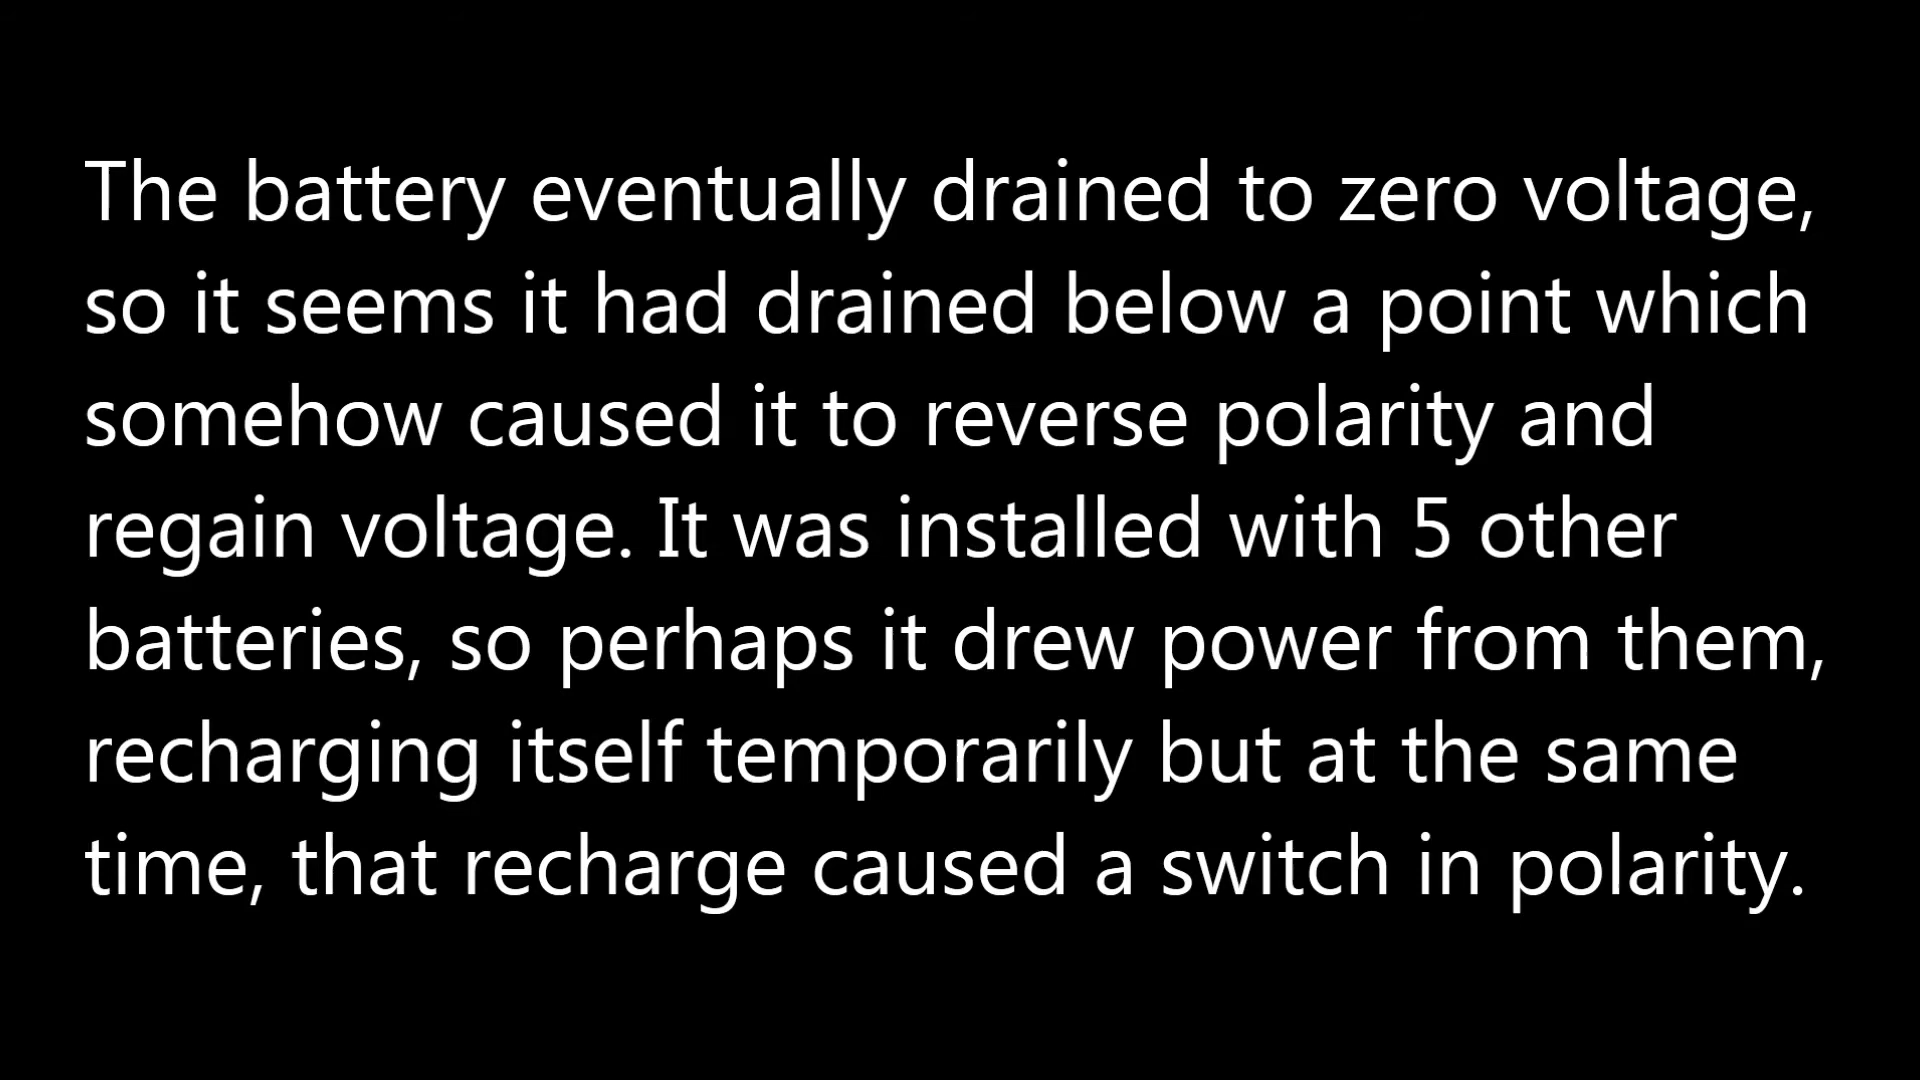 The battery eventually drained to zero voltage,
so it seems it had drained below a point which
somehow caused it to reverse polarity and
regain voltage. It was installed with 5 other
batteries, so perhaps it drew power from them,
recharging itself temporarily but at the same
time, that recharge caused a switch in polarity.